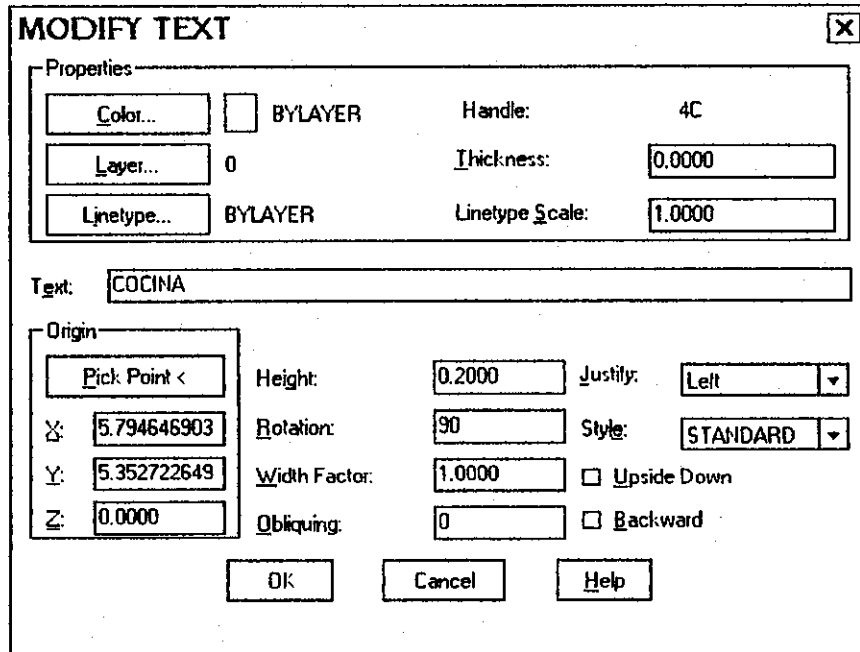 MODIFY TEXT
Properties
Color... BYLAYER Handle: 4C
Layer... 0 Thickness: 0.0000
Linetype... BYLAYER Linetype Scale: 1.0000
Text: COCINA
Origin
Pick Point < Height: 0.2000 Justify: Left
X: 5.794646903 Rotation: 90 Style: STANDARD
Y: 5.352722649 Width Factor: 1.0000 Upside Down
Z: 0.0000 Obliquing: 0 Backward
OK Cancel Help